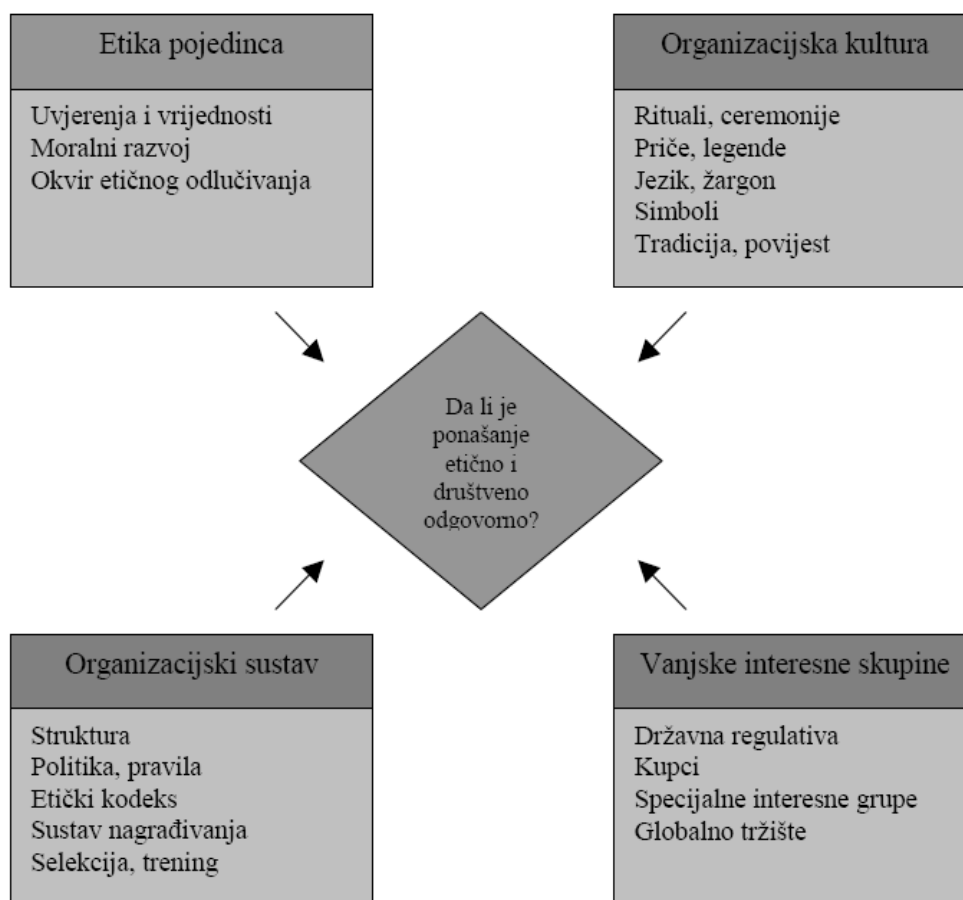 Etika pojedinca
Uvjerenja i vrijednosti
Moralni razvoj
Okvir etičnog odlučivanja
Organizacijska kultura
Rituali, ceremonije
Priče, legende
Jezik, žargon
Simboli
Tradicija, povijest
Da li je
ponašanje
etično i
društveno
odgovorno?
Organizacijski sustav
Struktura
Politika, pravila
Etički kodeks
Sustav nagrađivanja
Selekcija, trening
Vanjske interesne skupine
Državna regulativa
Kupci
Specijalne interesne grupe
Globalno tržište